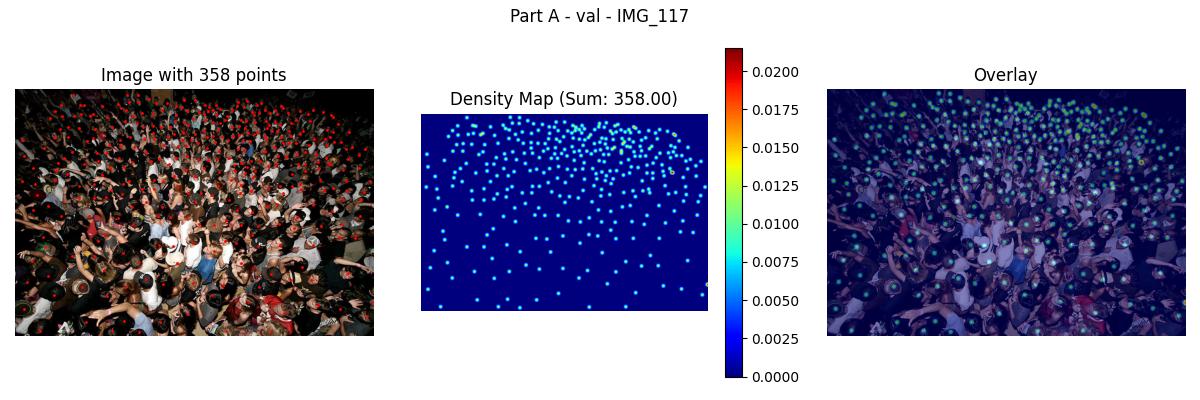 Part A - val - IMG_117
Image with 358 points
Density Map (Sum: 358.00)
Overlay
0.0200
0.0175
0.0150
0.0125
0.0100
0.0075
0.0050
0.0025
0.0000